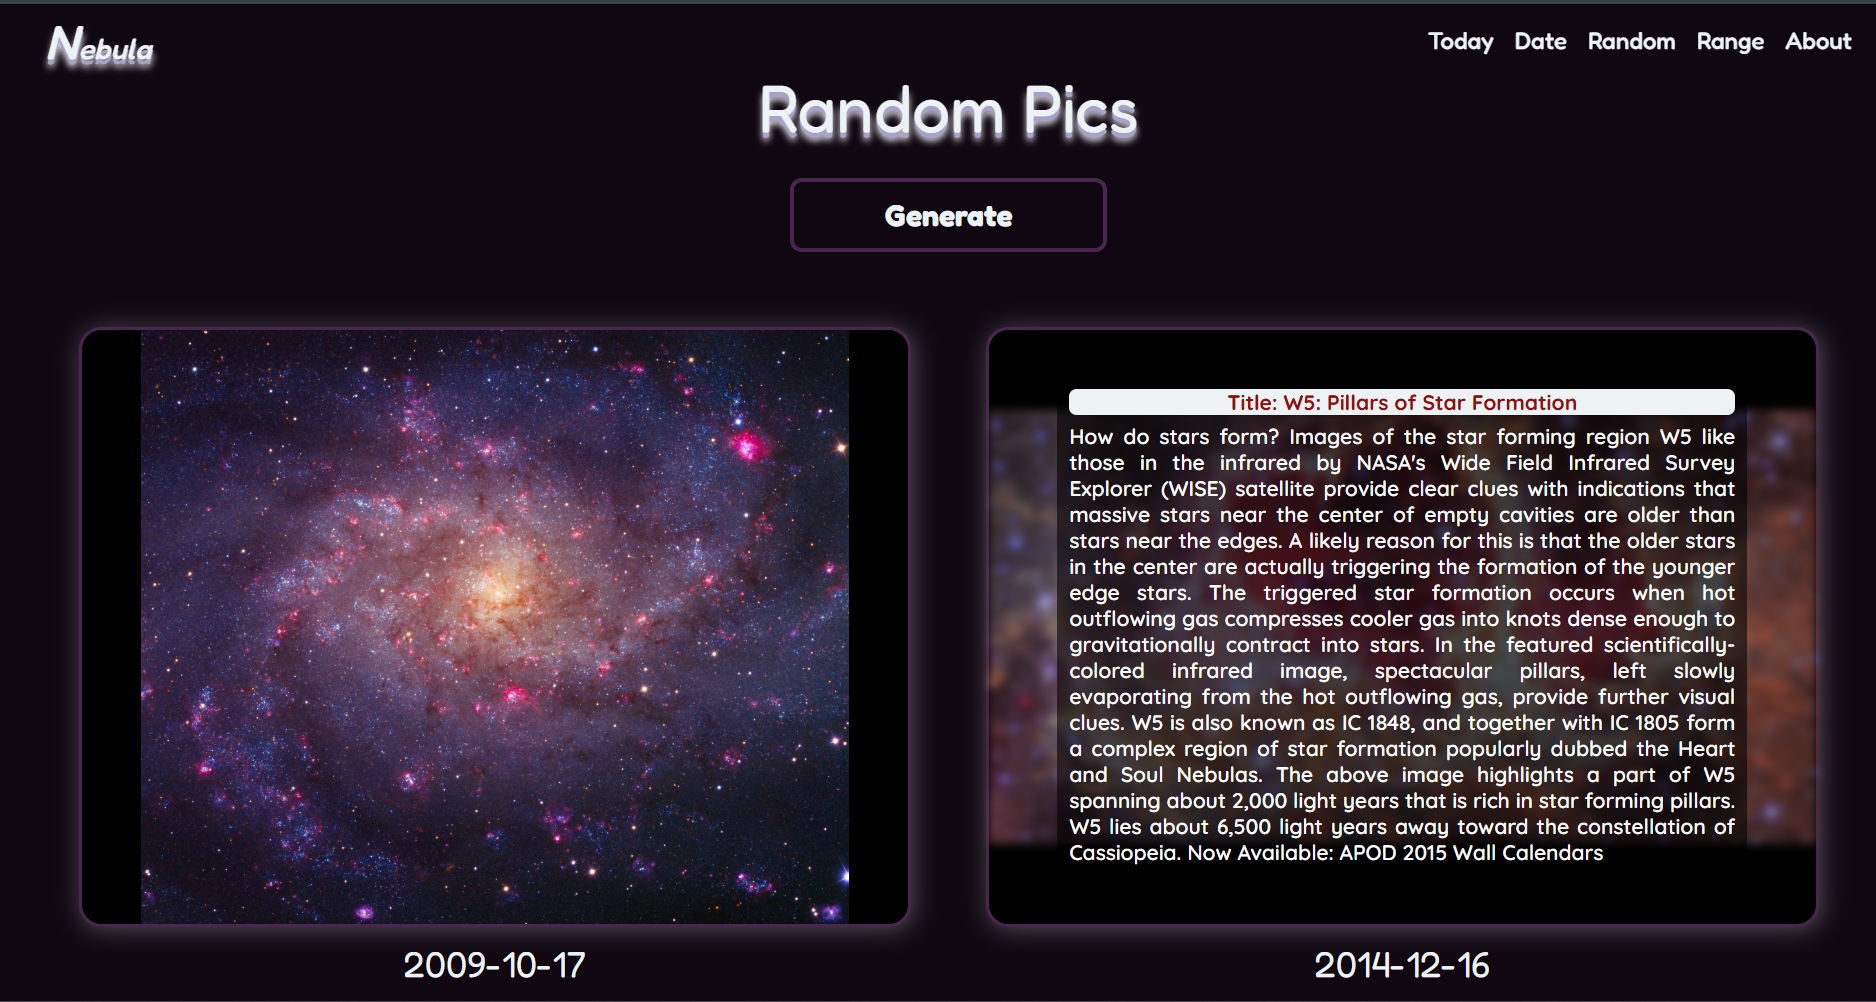 Nebula
Today Date Random Range About
Random Pics
Generate
Title: W5: Pillars of Star Formation
How do stars form? Images of the star forming region W5 like
those in the infrared by NASA's Wide Field Infrared Survey
Explorer (WISE) satellite provide clear clues with indications that
massive stars near the center of empty cavities are older than
stars near the edges. A likely reason for this is that the older stars
in the center are actually triggering the formation of the younger
edge stars. The triggered star formation occurs when hot
outflowing gas compresses cooler gas into knots dense enough to
gravitationally contract into stars. In the featured scientifically-
colored infrared image, spectacular pillars, left slowly
evaporating from the hot outflowing gas, provide further visual
clues. W5 is also known as IC 1848, and together with IC 1805 form
a complex region of star formation popularly dubbed the Heart
and Soul Nebulas. The above image highlights a part of W5
spanning about 2,000 light years that is rich in star forming pillars.
W5 lies about 6,500 light years away toward the constellation of
Cassiopeia. Now Available: APOD 2015 Wall Calendars
2009-10-17
2014-12-16